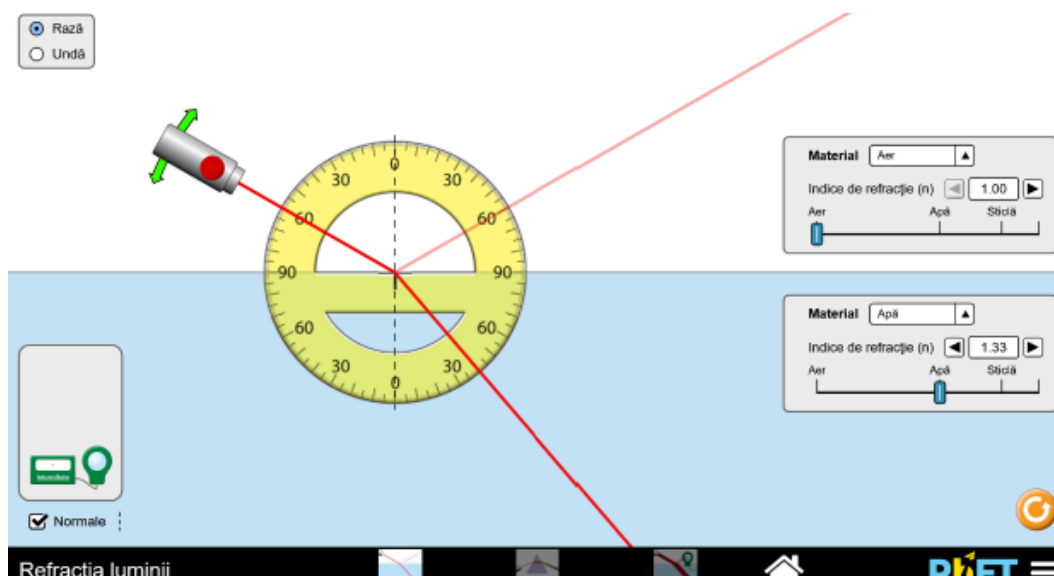 Rază
Undă
0
30 30
60 60
90 90
60 60
30 30
0
Material Aer
Indice de refracție (n) 1.00
Aer Apă Sticlă
Material Apă
Indice de refracție (n) 1.33
Aer Apă Sticlă
Normale
Refracția luminii
PhET